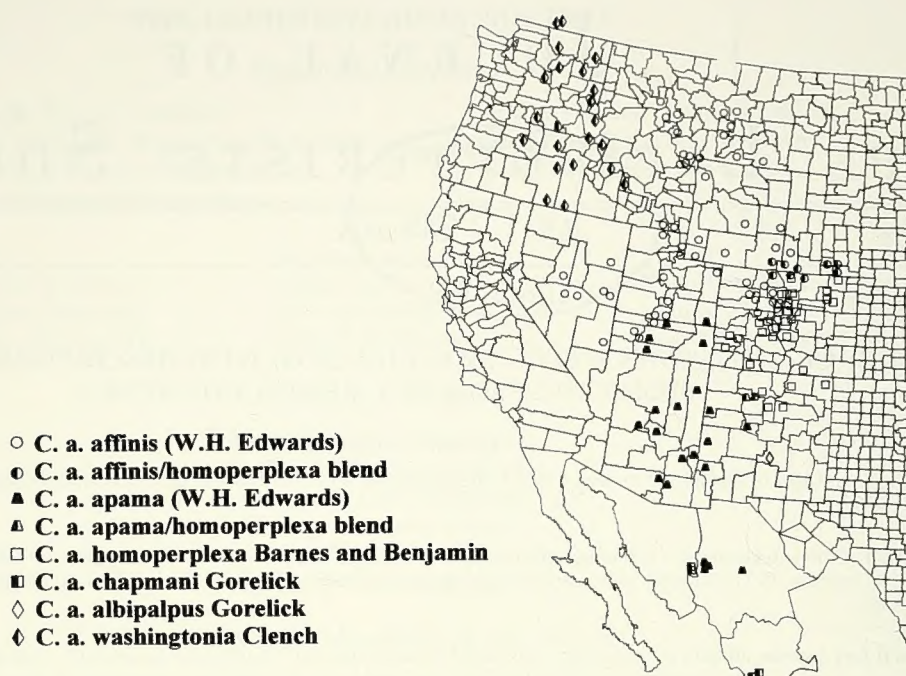 ○ C. a. affinis (W.H. Edwards)
◐ C. a. affinis/homoperplexa blend
C. a. apama (W.H. Edwards)
C. a. apama/homoperplexa blend
□ C. a. homoperplexa Barnes and Benjamin
◧ C. a. chapmani Gorelick
◇ C. a. albipalpus Gorelick
C. a. washingtonia Clench